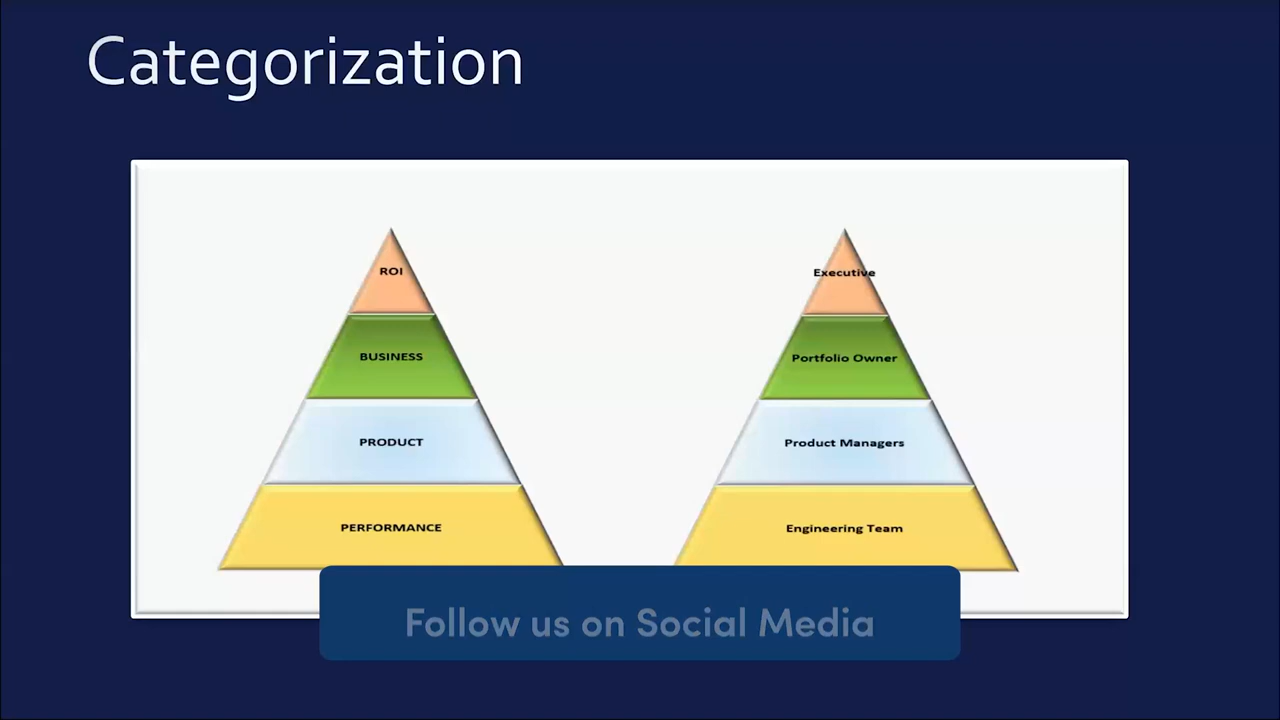 Categorization
ROI
BUSINESS
PRODUCT
PERFORMANCE
Executive
Portfolio Owner
Product Managers
Engineering Team
Follow us on Social Media